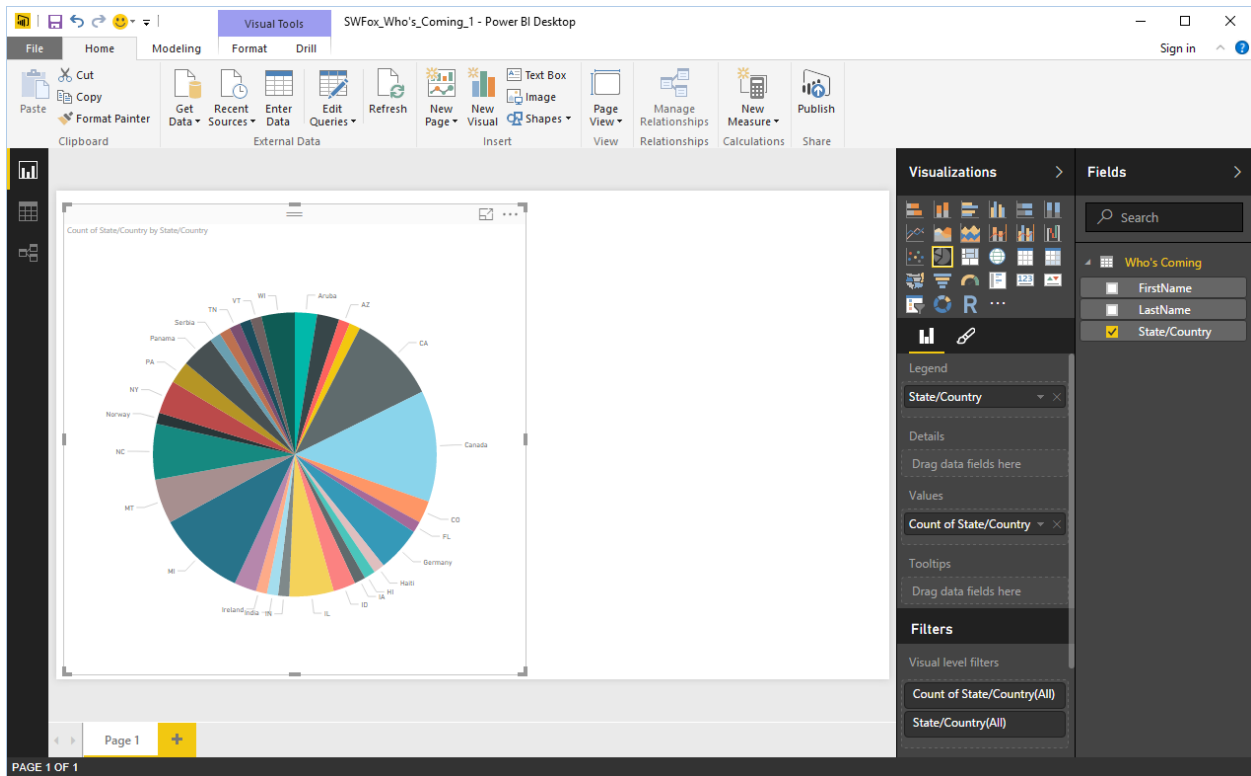 Visual Tools
SWFox_Who's_Coming_1 - Power BI Desktop
File
Home
Modeling
Format
Drill
Sign in
?
Paste
Cut
Copy
Format Painter
Clipboard
Get Data
Recent Sources
Enter Data
Edit Queries
Refresh
External Data
New Page
New Visual
Text Box
Image
Shapes
Insert
Page View
View
Manage Relationships
Relationships
New Measure
Calculations
Publish
Share
Count of State/Country by State/Country
Aruba
AZ
CA
Canada
CO
FL
Germany
Haiti
HI
IA
ID
IL
IN
India
Ireland
MI
MT
NC
Norway
NY
PA
Panama
Serbia
TN
VT
WI
Visualizations
123
R
Legend
State/Country
Details
Drag data fields here
Values
Count of State/Country
Tooltips
Drag data fields here
Filters
Visual level filters
Count of State/Country(All)
State/Country(All)
Fields
Search
Who's Coming
FirstName
LastName
State/Country
Page 1
PAGE 1 OF 1